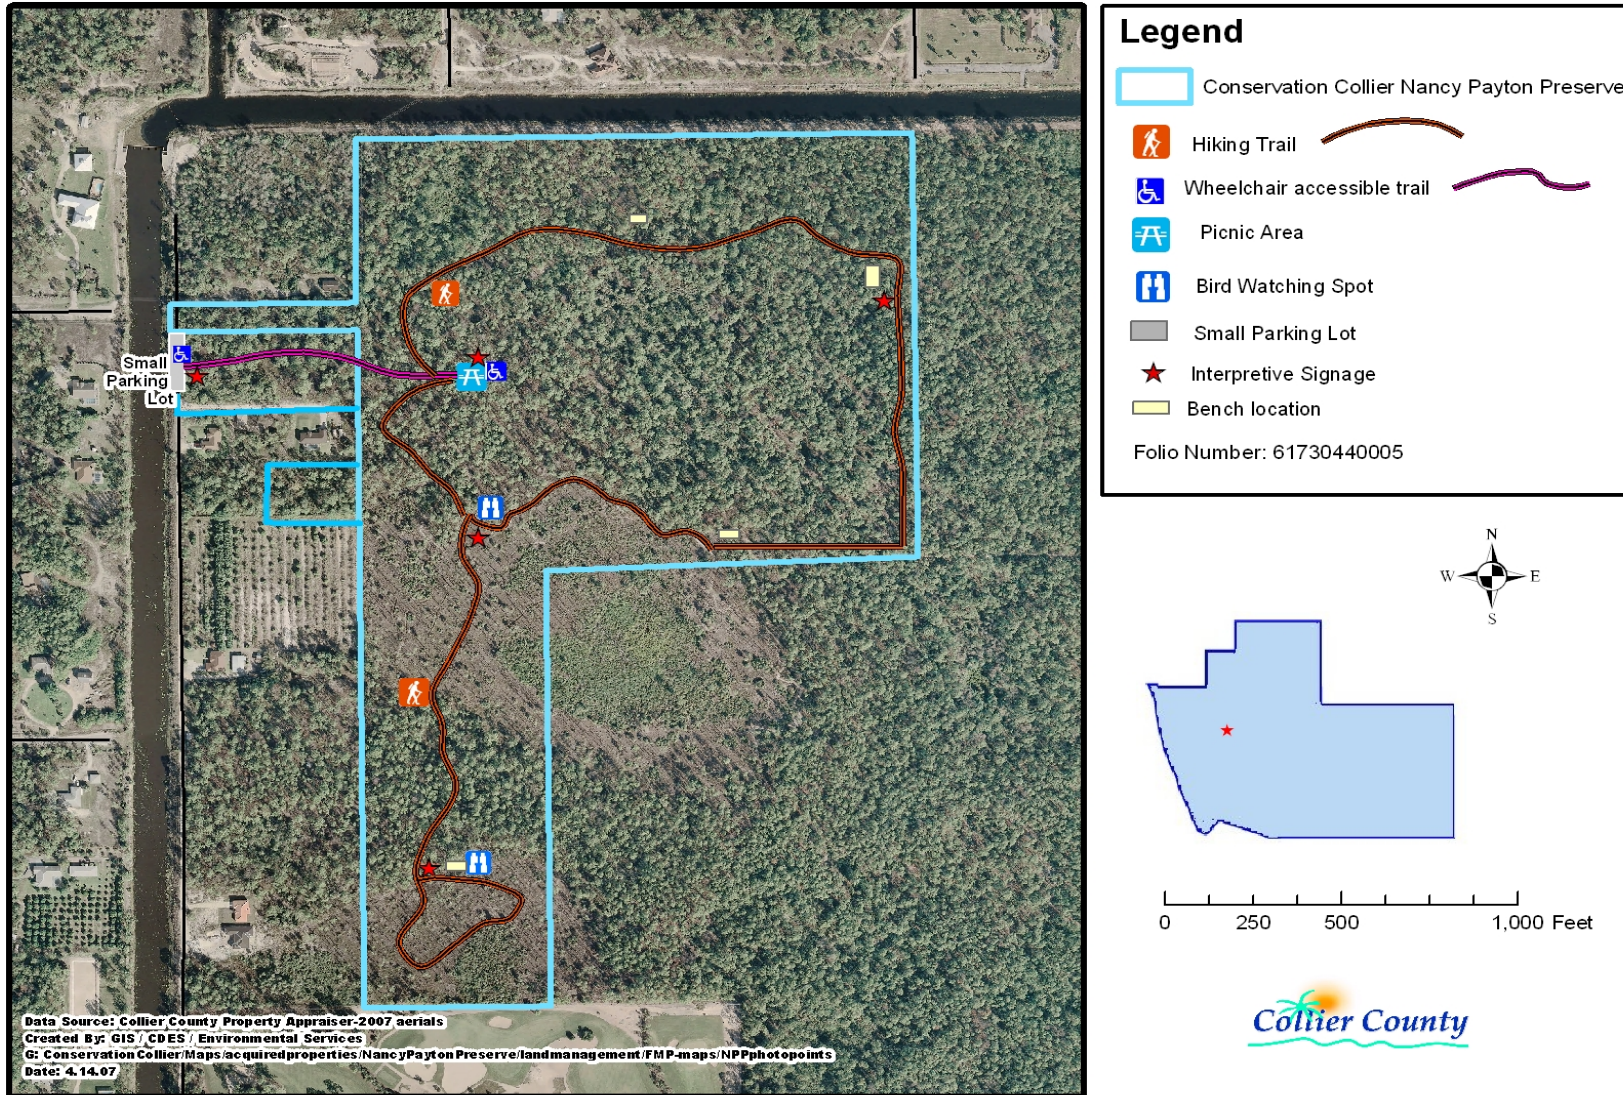 Legend
Conservation Collier Nancy Payton Preserve
Hiking Trail
Wheelchair accessible trail
Picnic Area
Bird Watching Spot
Small Parking Lot
Interpretive Signage
Bench location
Folio Number: 61730440005
Small
Parking
Lot
N
W E
S
0 250 500 1,000 Feet
Collier County
Data Source: Collier County Property Appraiser-2007 aerials
Created By: GIS / CDES / Environmental Services
G: Conservation Collier/Maps/acquiredproperties/NancyPaytonPreserve/landmanagement/FMP-maps/NPPphotopoints
Date: 4.14.07